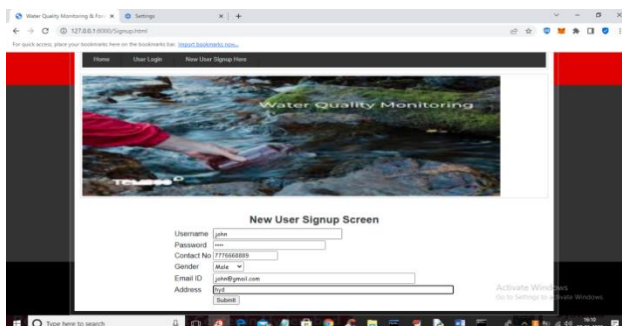 Water Quality Monitoring & For
Settings
127.0.0.1:8000/Signup.html
For quick access, place your bookmarks here on the bookmarks bar. Import bookmarks now...
Home User Login New User Signup Here
Water Quality Monitoring
New User Signup Screen
Username john
Password ••••
Contact No 7776668889
Gender Male
Email ID john@gmail.com
Address hyd
Submit
Activate Windows
Go to Settings to activate Windows
Type here to search
16:10